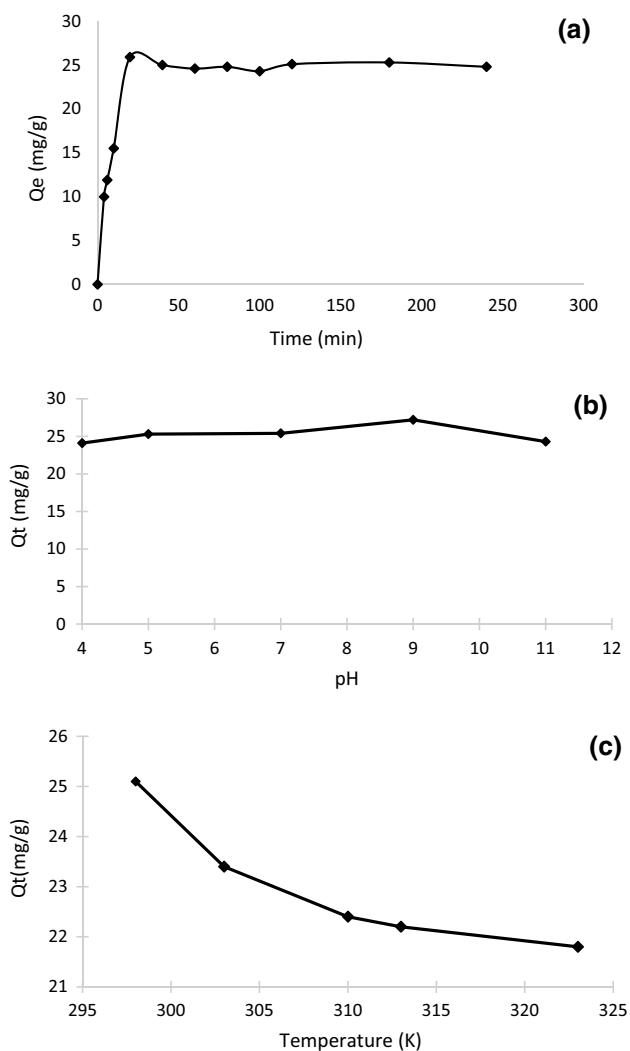 (a)
30
25
20
15
10
5
0
Qe (mg/g)
0 50 100 150 200 250 300
Time (min)
(b)
30
25
20
15
10
5
0
Qt (mg/g)
4 5 6 7 8 9 10 11 12
pH
(c)
26
25
24
23
22
21
Qt(mg/g)
295 300 305 310 315 320 325
Temperature (K)